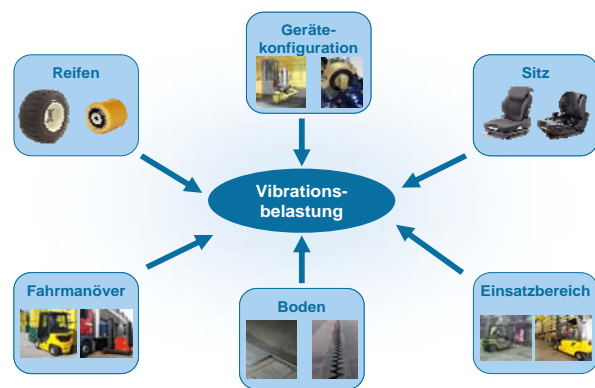 Geräte-
konfiguration
Reifen
Sitz
Vibrations-
belastung
Fahrmanöver
Boden
Einsatzbereich